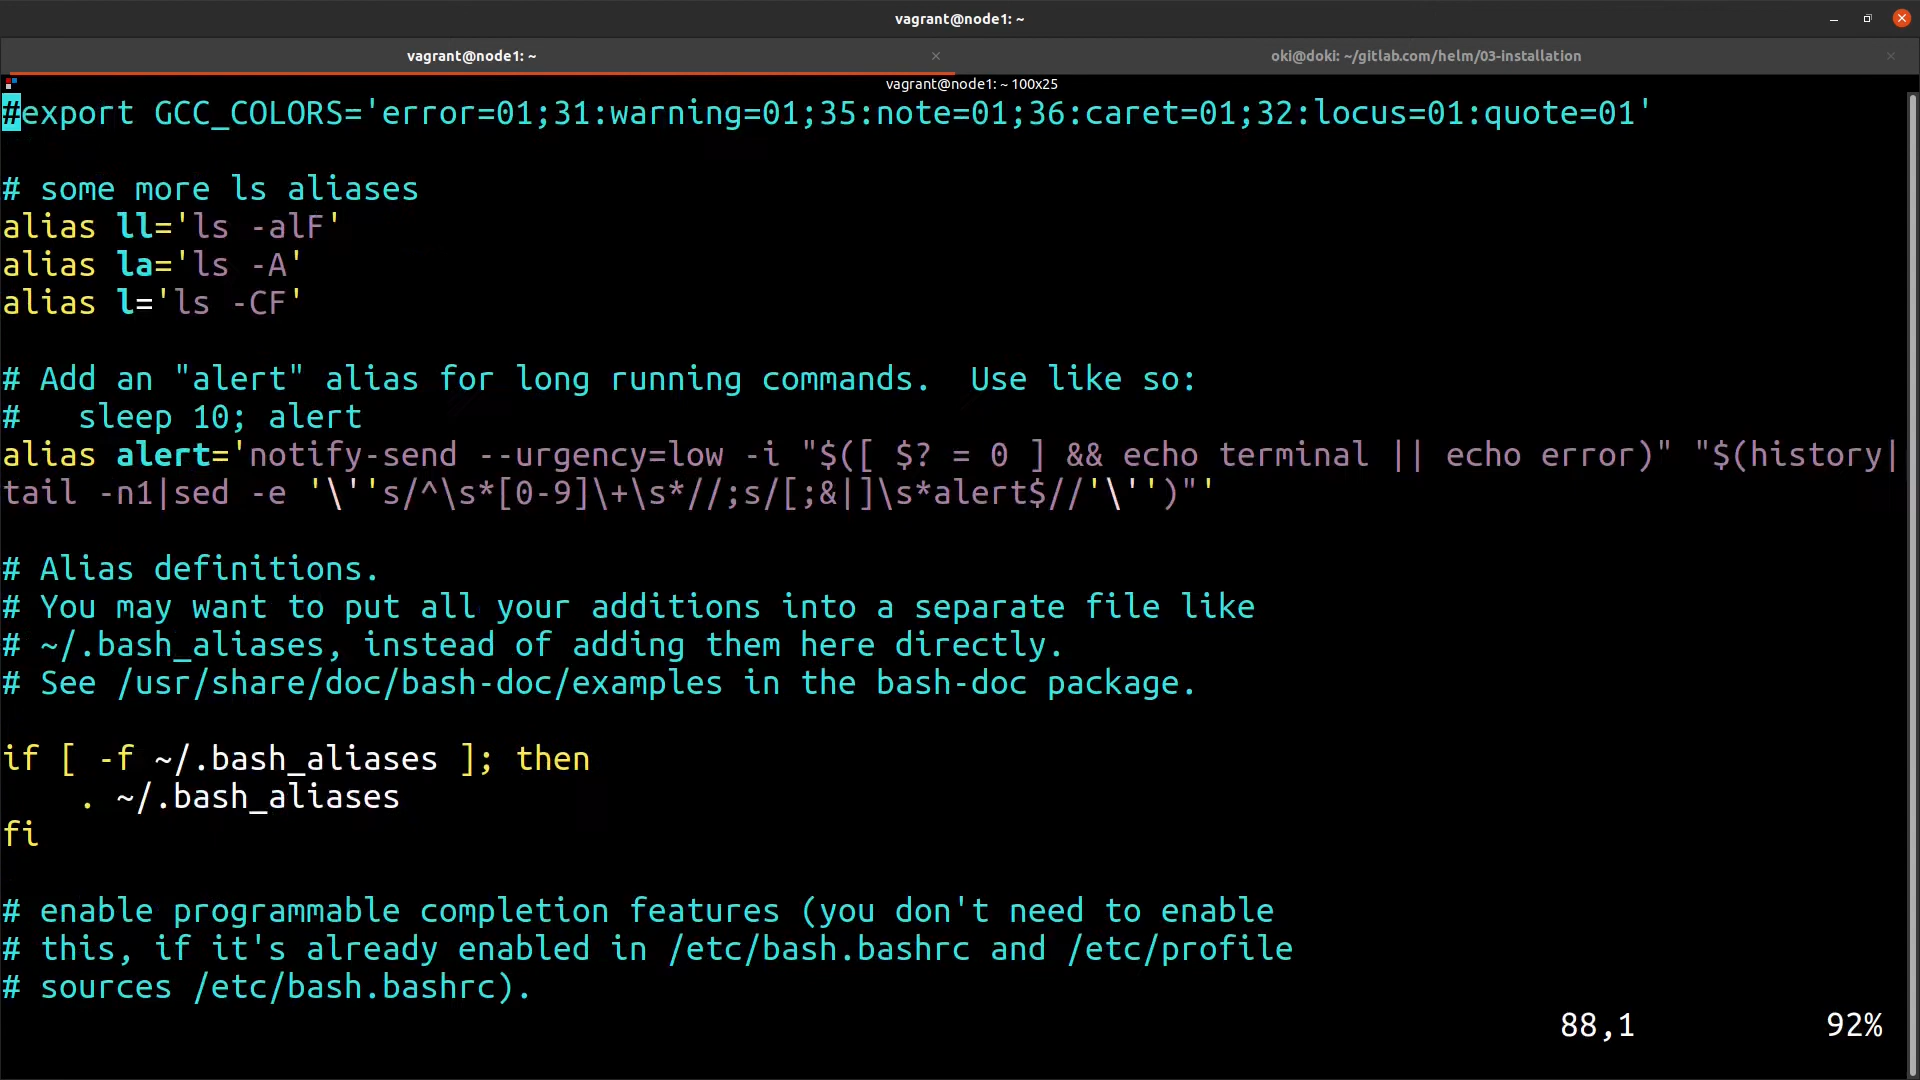 vagrant@node1: ~
vagrant@node1: ~
oki@doki: ~/gitlab.com/helm/03-installation
vagrant@node1: ~ 100x25
#export GCC_COLORS='error=01;31:warning=01;35:note=01;36:caret=01;32:locus=01:quote=01'
# some more ls aliases
alias ll='ls -alF'
alias la='ls -A'
alias l='ls -CF'
# Add an "alert" alias for long running commands.  Use like so:
#   sleep 10; alert
alias alert='notify-send --urgency=low -i "$([ $? = 0 ] && echo terminal || echo error)" "$(history|
tail -n1|sed -e '\''s/^\s*[0-9]\+\s*//;s/[;&|]\s*alert$//'\'')"'
# Alias definitions.
# You may want to put all your additions into a separate file like
# ~/.bash_aliases, instead of adding them here directly.
# See /usr/share/doc/bash-doc/examples in the bash-doc package.
if [ -f ~/.bash_aliases ]; then
    . ~/.bash_aliases
fi
# enable programmable completion features (you don't need to enable
# this, if it's already enabled in /etc/bash.bashrc and /etc/profile
# sources /etc/bash.bashrc).
88,1 92%